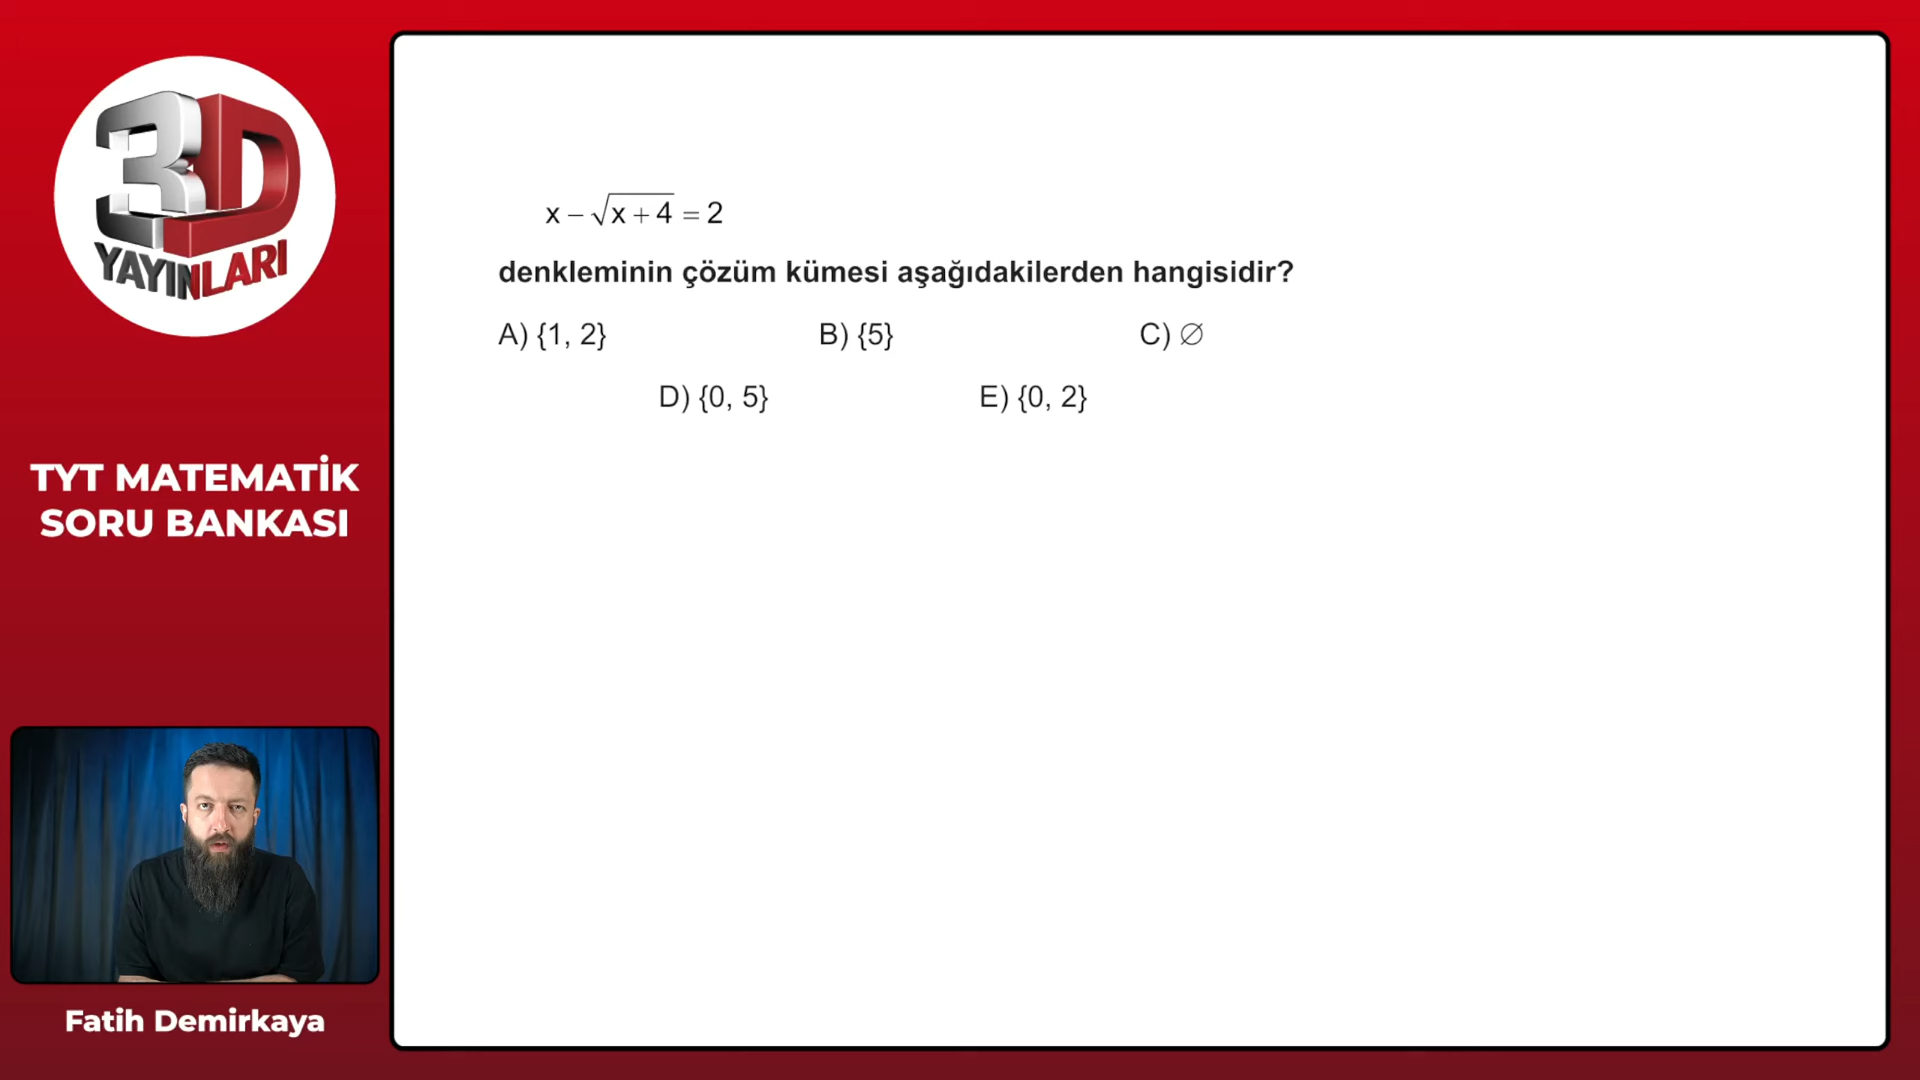 3D
YAYINLARI
TYT MATEMATİK
SORU BANKASI
Fatih Demirkaya
x − √x + 4 = 2
denkleminin çözüm kümesi aşağıdakilerden hangisidir?
A) {1, 2} B) {5} C) ∅
D) {0, 5} E) {0, 2}